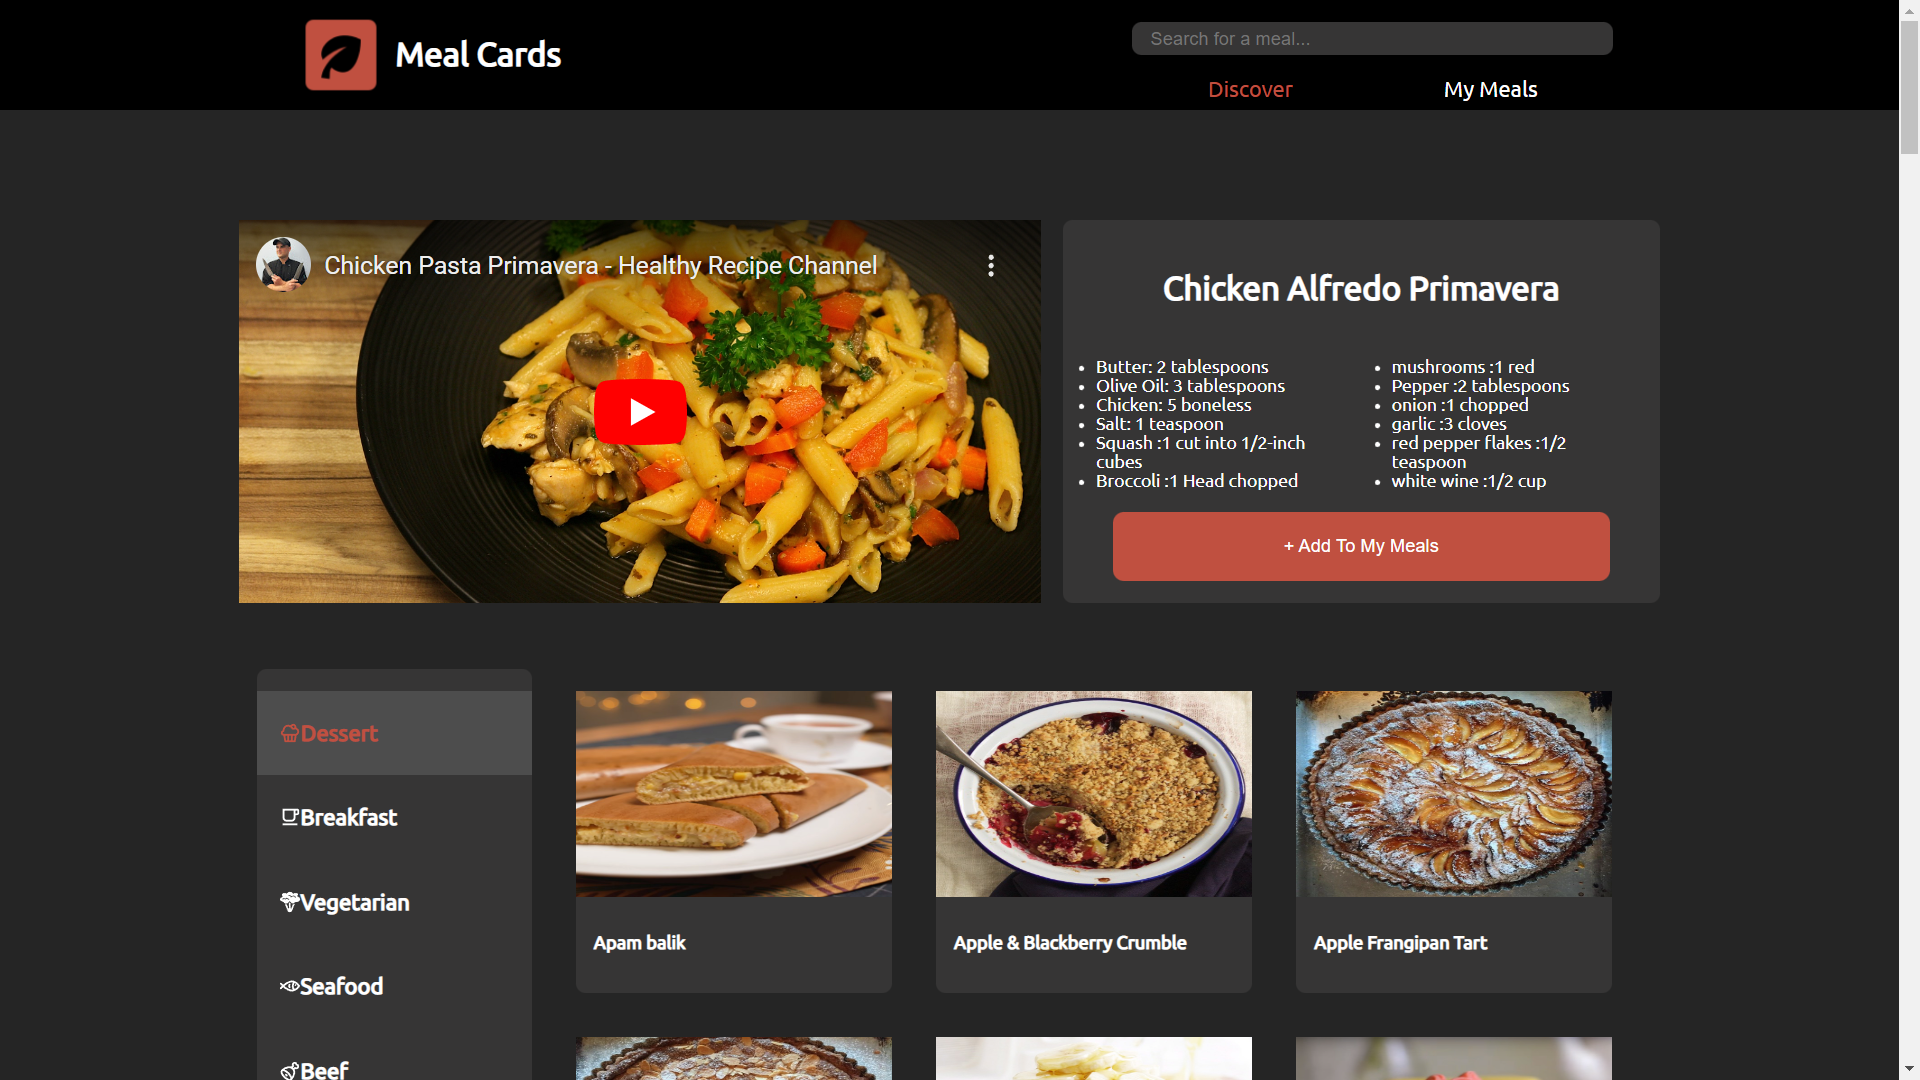 Meal Cards
Search for a meal...
Discover
My Meals
Chicken Pasta Primavera - Healthy Recipe Channel
Chicken Alfredo Primavera
Butter: 2 tablespoons
Olive Oil: 3 tablespoons
Chicken: 5 boneless
Salt: 1 teaspoon
Squash :1 cut into 1/2-inch
cubes
Broccoli :1 Head chopped
mushrooms :1 red
Pepper :2 tablespoons
onion :1 chopped
garlic :3 cloves
red pepper flakes :1/2
teaspoon
white wine :1/2 cup
+ Add To My Meals
Dessert
Breakfast
Vegetarian
Seafood
Beef
Apam balik
Apple & Blackberry Crumble
Apple Frangipan Tart